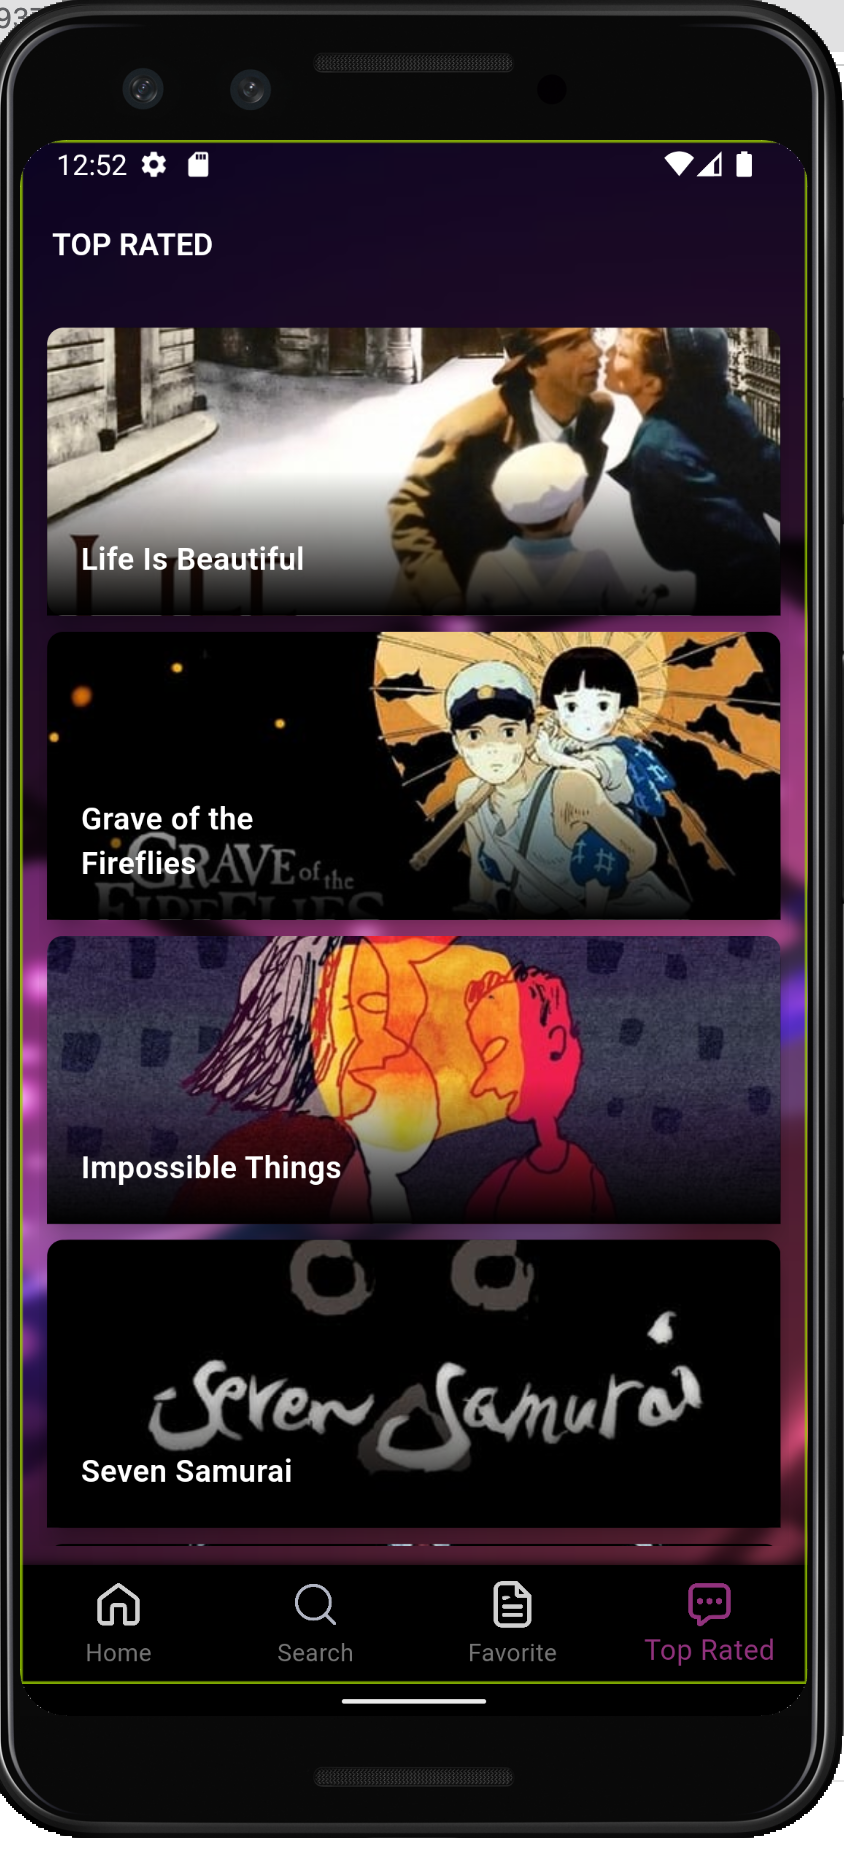 12:52
TOP RATED
Life Is Beautiful
Grave of the
Fireflies
GRAVE of the
FIREFLIES
Impossible Things
Seven Samurai
Seven Samurai
Home
Search
Favorite
Top Rated